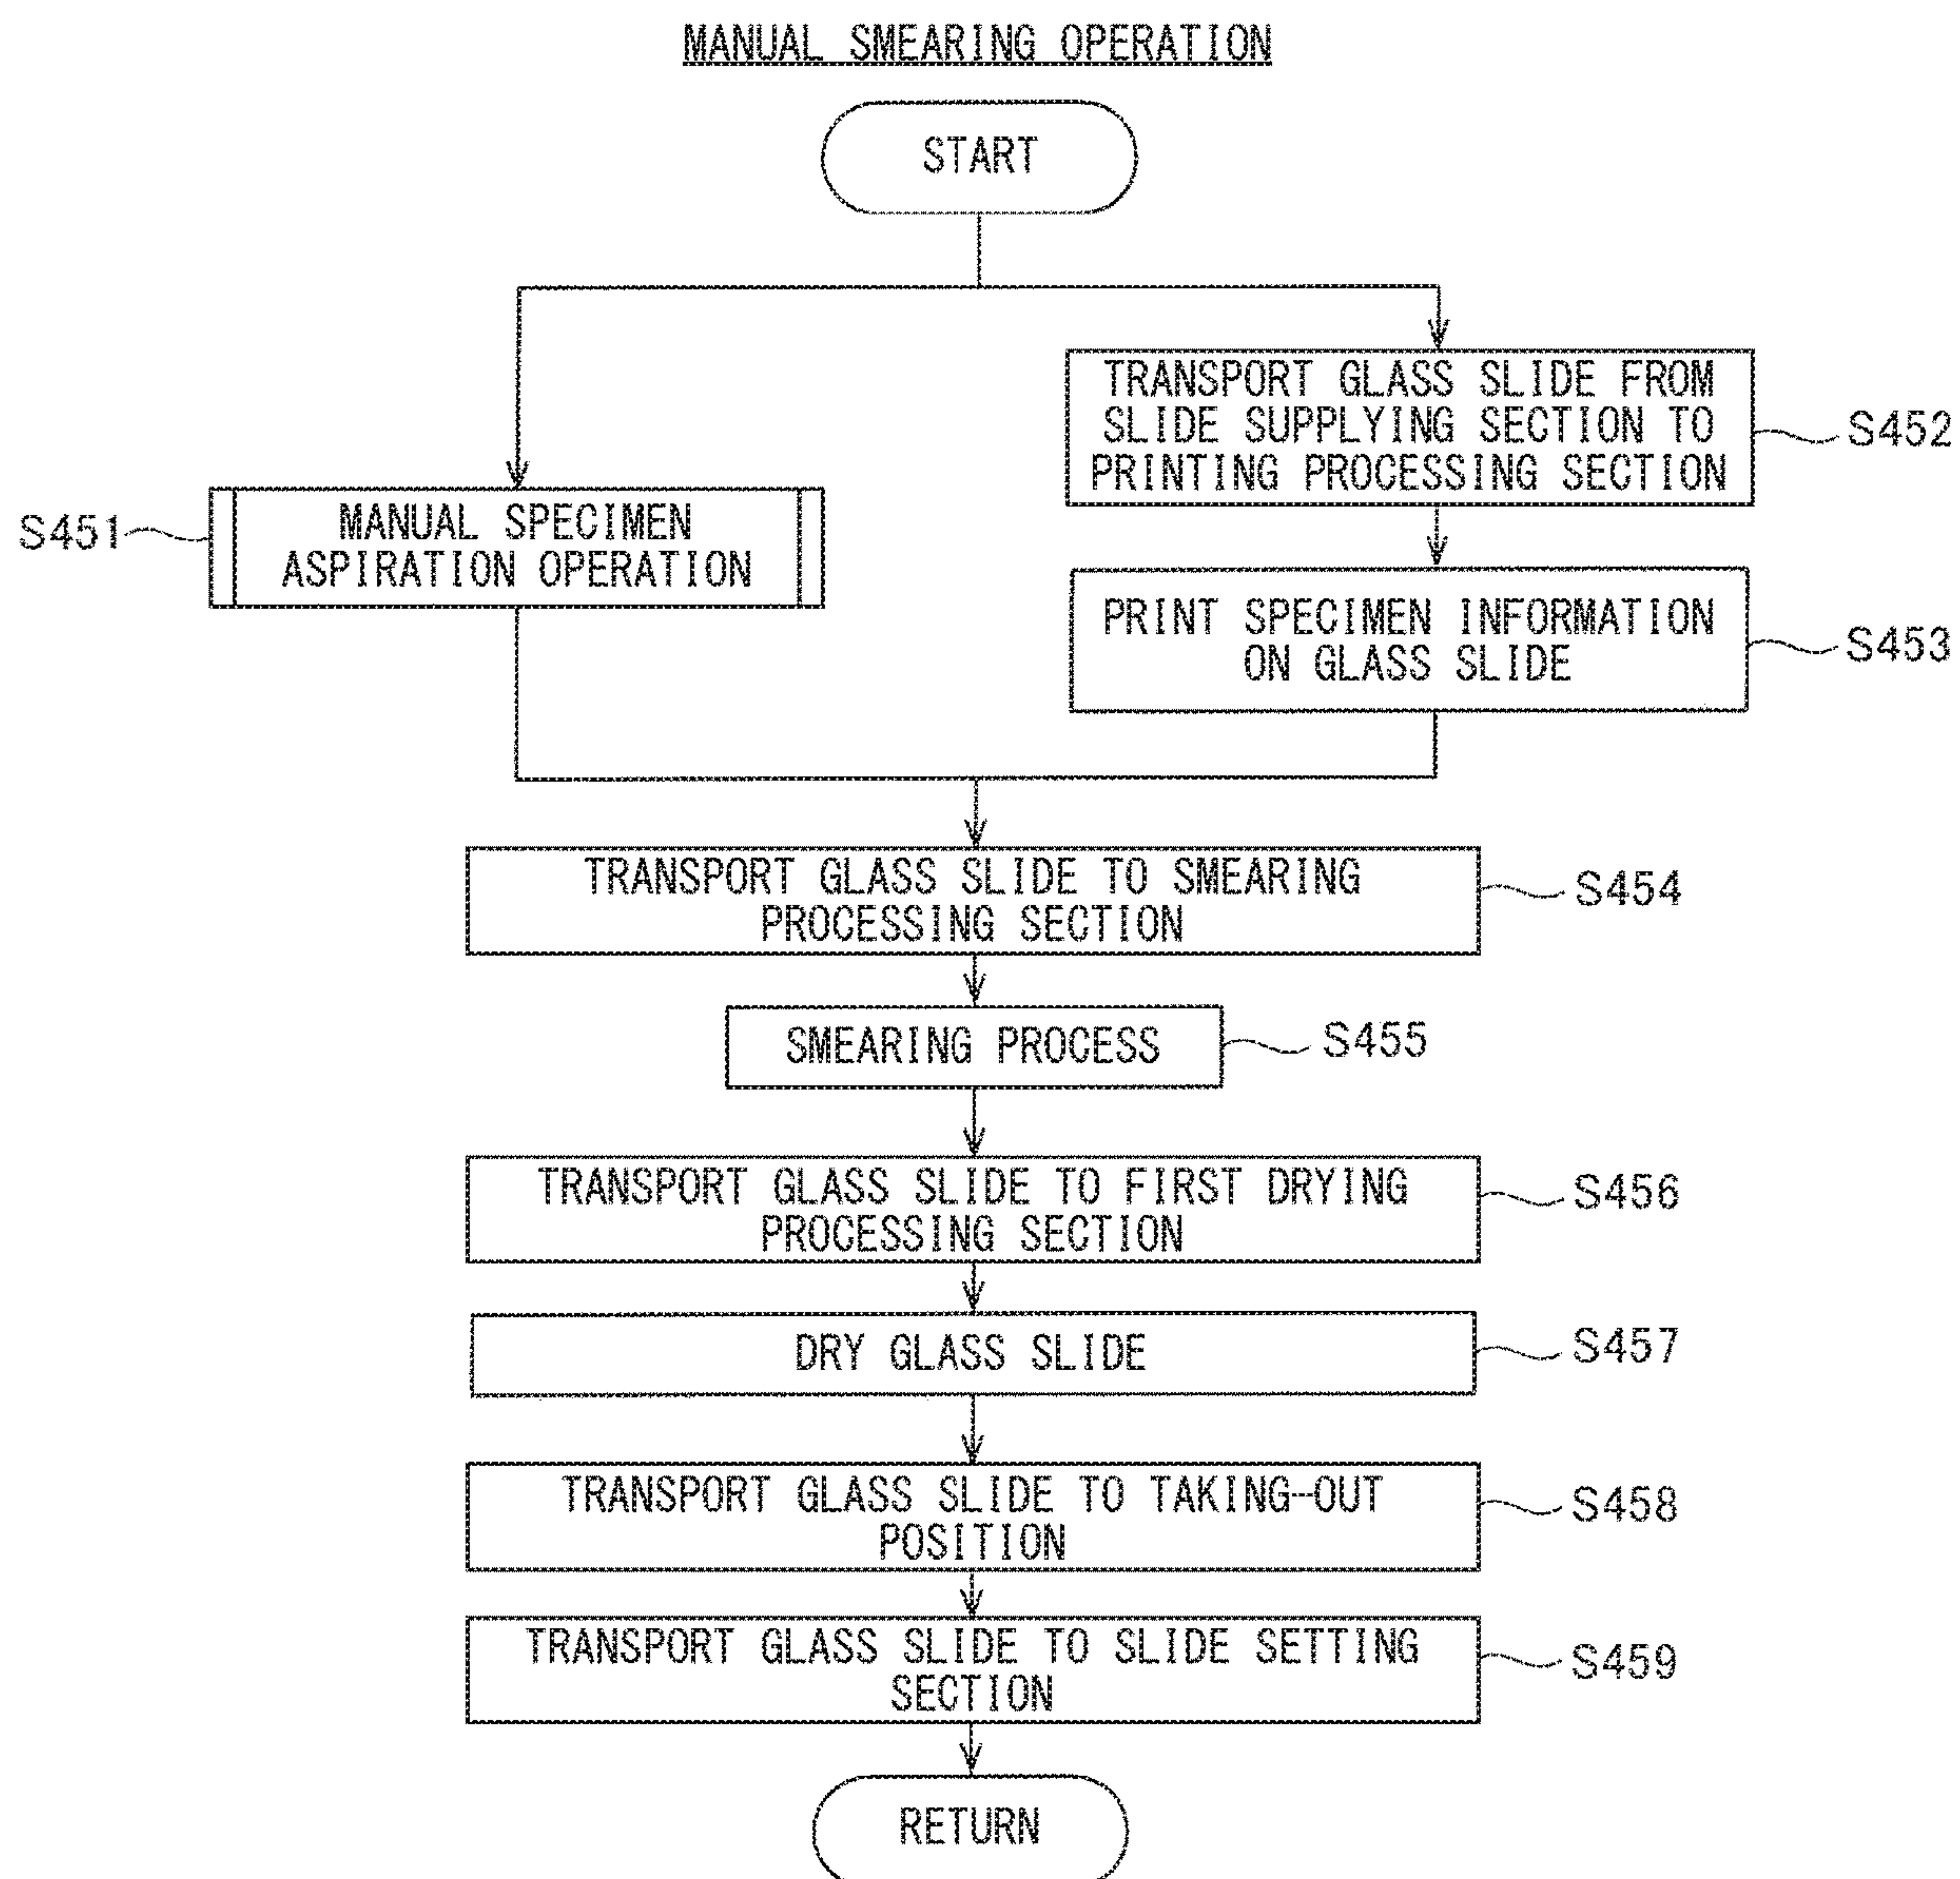 MANUAL SMEARING OPERATION
START
TRANSPORT GLASS SLIDE FROM
SLIDE SUPPLYING SECTION TO
PRINTING PROCESSING SECTION
S452
S451
MANUAL SPECIMEN
ASPIRATION OPERATION
PRINT SPECIMEN INFORMATION
ON GLASS SLIDE
S453
TRANSPORT GLASS SLIDE TO SMEARING
PROCESSING SECTION
S454
SMEARING PROCESS
S455
TRANSPORT GLASS SLIDE TO FIRST DRYING
PROCESSING SECTION
S456
DRY GLASS SLIDE
S457
TRANSPORT GLASS SLIDE TO TAKING-OUT
POSITION
S458
TRANSPORT GLASS SLIDE TO SLIDE SETTING
SECTION
S459
RETURN